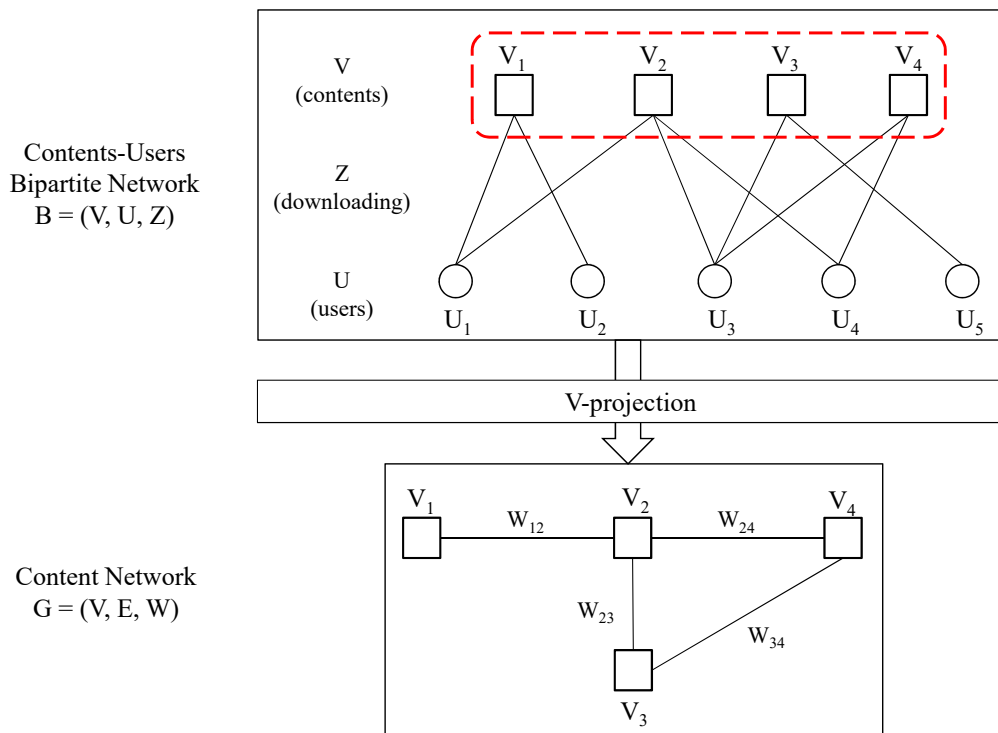 V
(contents)
V1
V2
V3
V4
Contents-Users
Bipartite Network
B = (V, U, Z)
Z
(downloading)
U
(users)
U1
U2
U3
U4
U5
V-projection
V1
V2
V4
W12
W24
Content Network
G = (V, E, W)
W23
W34
V3